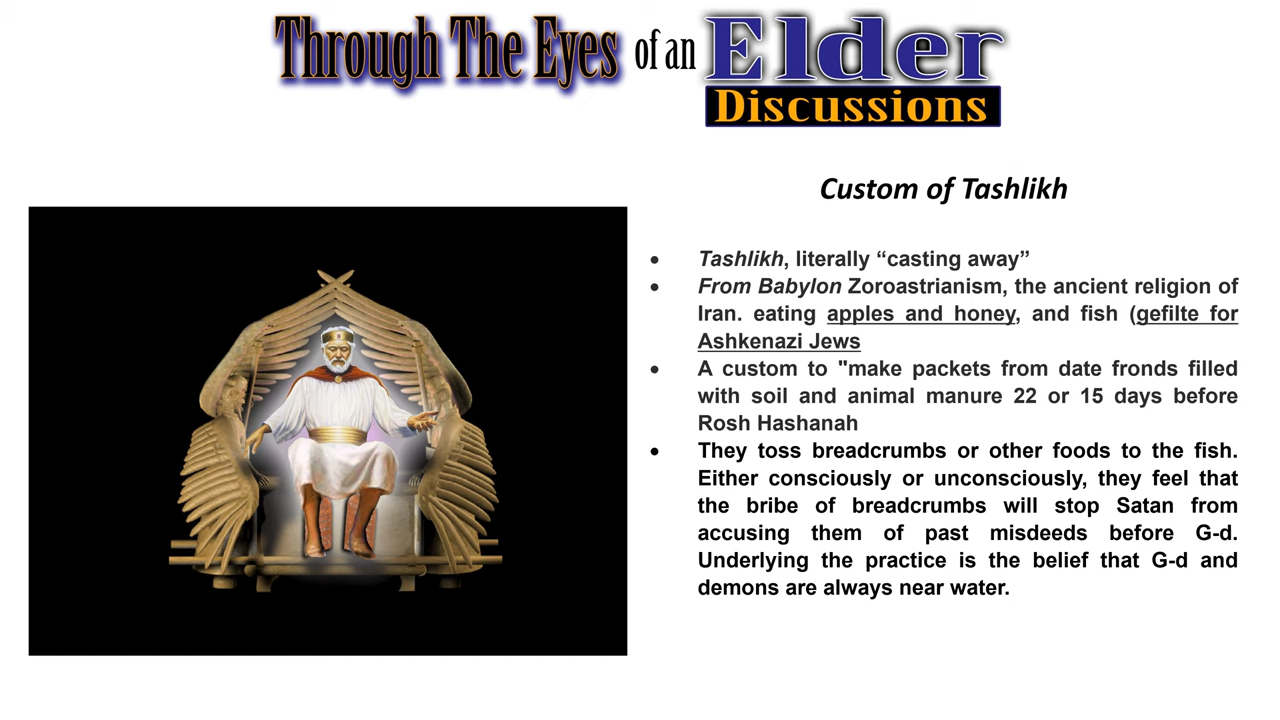 Through The Eyes of an Elder
Discussions
Custom of Tashlikh
• Tashlikh, literally “casting away”
• From Babylon Zoroastrianism, the ancient religion of
Iran. eating apples and honey, and fish (gefilte for
Ashkenazi Jews
• A custom to "make packets from date fronds filled
with soil and animal manure 22 or 15 days before
Rosh Hashanah
• They toss breadcrumbs or other foods to the fish.
Either consciously or unconsciously, they feel that
the bribe of breadcrumbs will stop Satan from
accusing them of past misdeeds before G-d.
Underlying the practice is the belief that G-d and
demons are always near water.